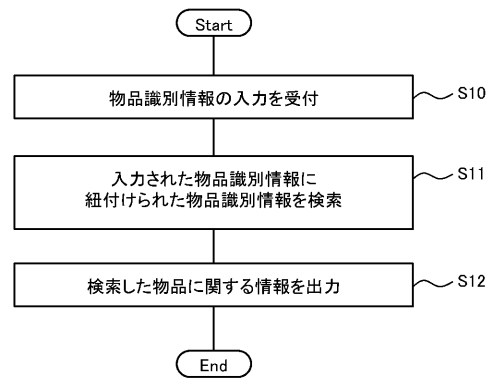 Start
物品識別情報の入力を受付
S10
入力された物品識別情報に
紐付けられた物品識別情報を検索
S11
検索した物品に関する情報を出力
S12
End